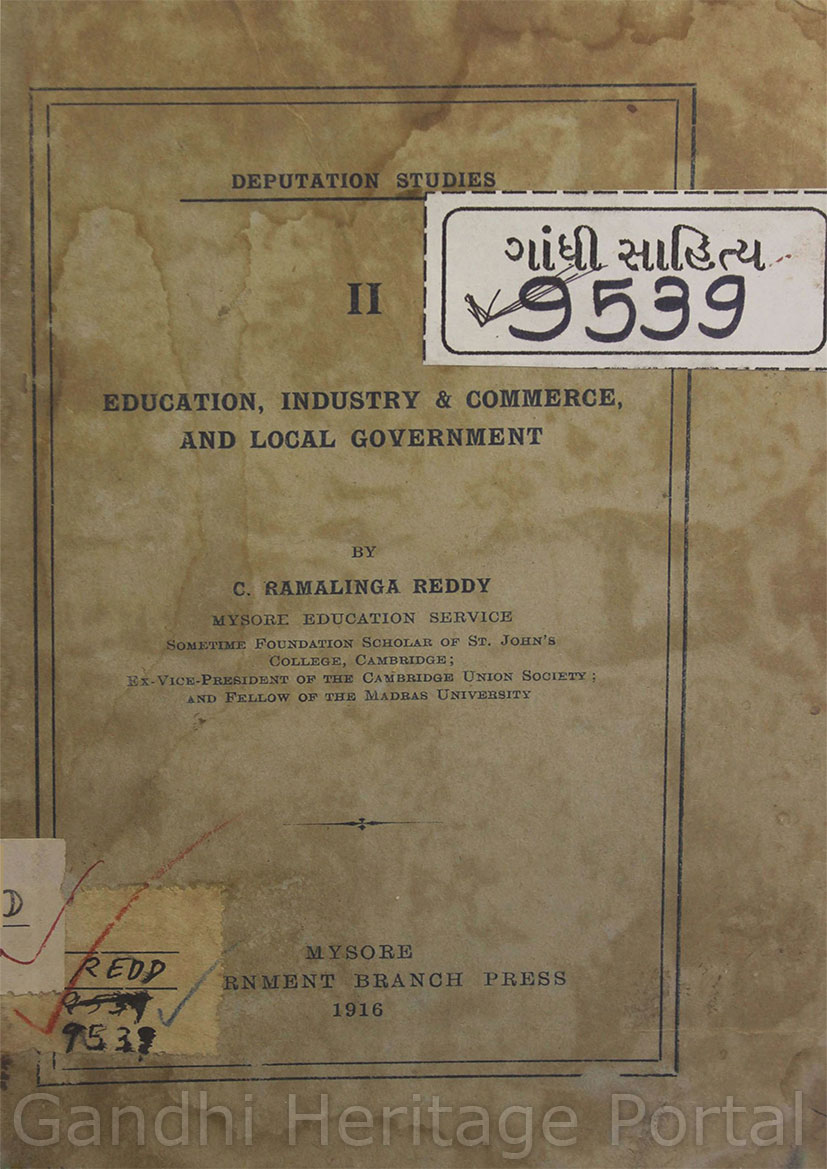 DEPUTATION STUDIES
ગાંધી સાહિત્ય
9539
II
EDUCATION, INDUSTRY & COMMERCE,
AND LOCAL GOVERNMENT
BY
C. RAMALINGA REDDY
MYSORE EDUCATION SERVICE
SOMETIME FOUNDATION SCHOLAR OF ST. JOHN'S
COLLEGE, CAMBRIDGE;
EX-VICE-PRESIDENT OF THE CAMBRIDGE UNION SOCIETY;
AND FELLOW OF THE MADRAS UNIVERSITY
D
REDD
9539
9539
MYSORE
RNMENT BRANCH PRESS
1916
Gandhi Heritage Portal